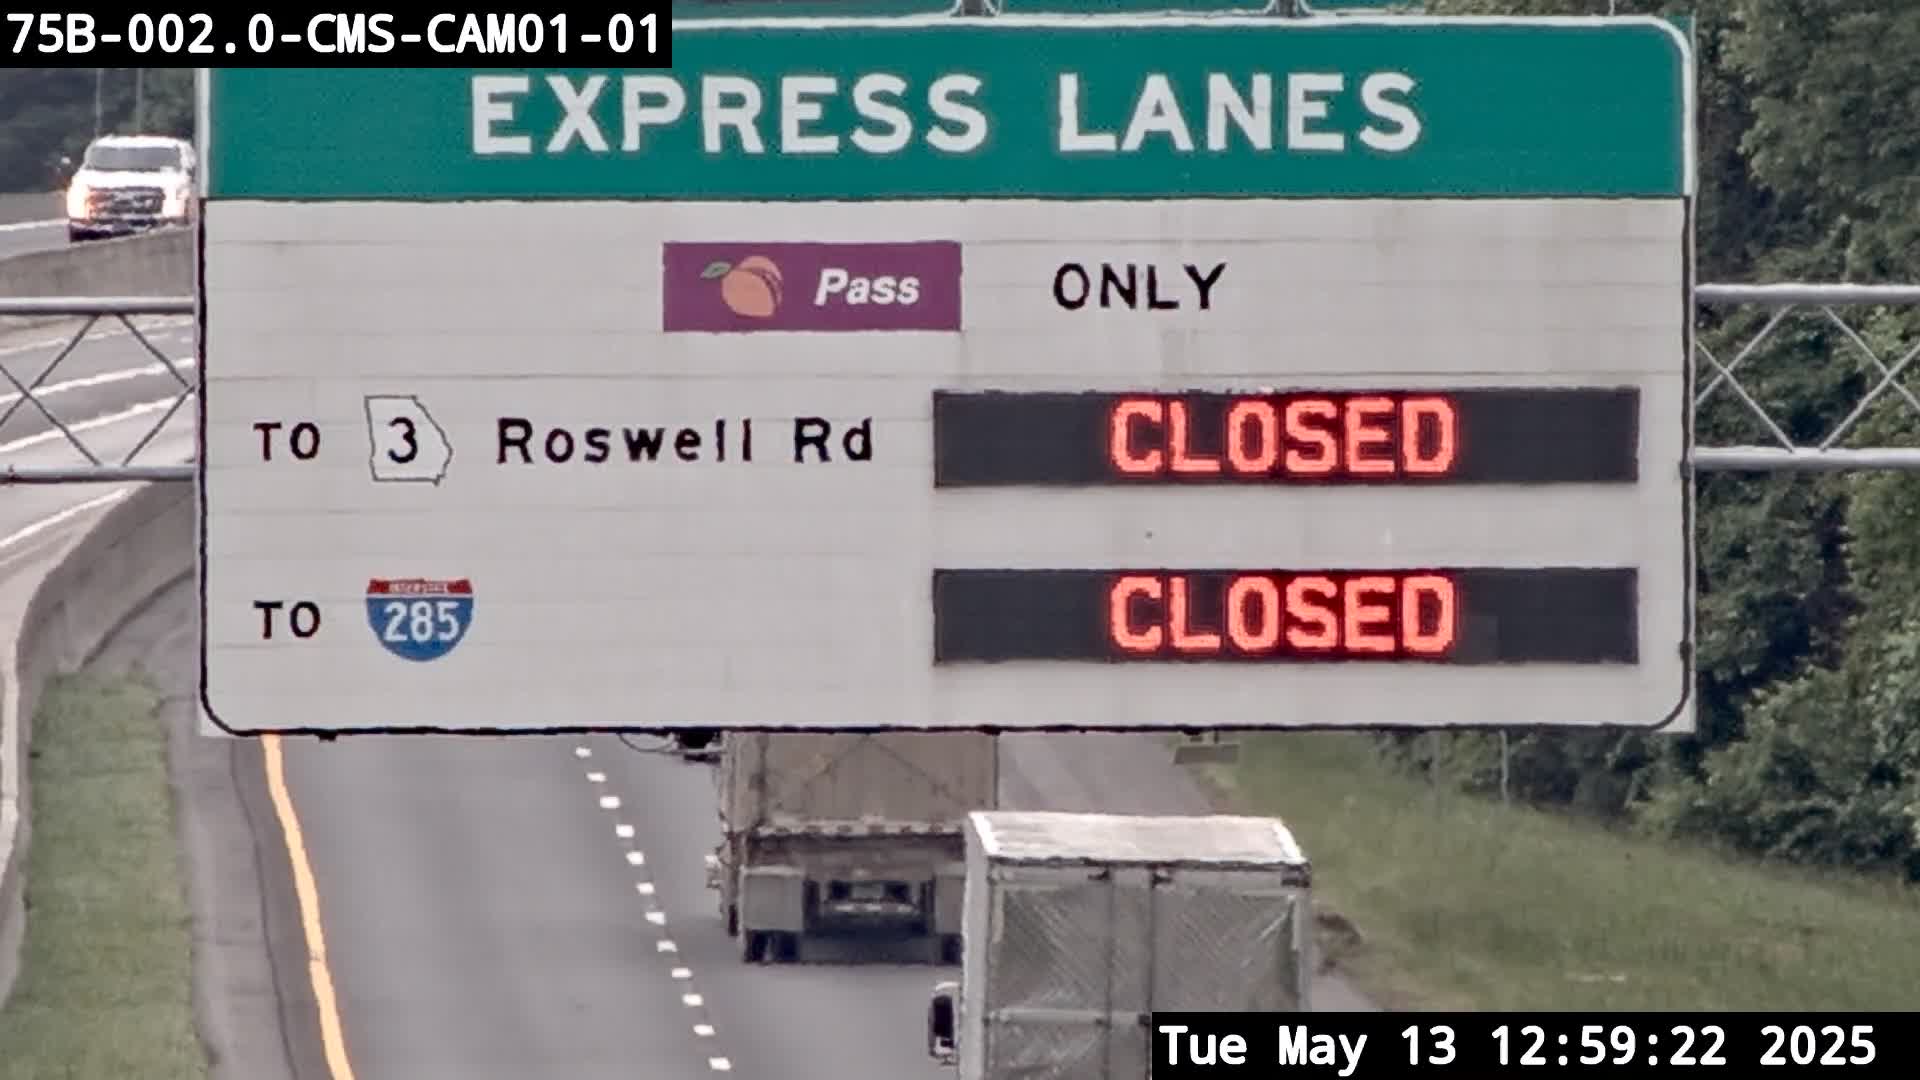 75B-002.0-CMS-CAM01-01
EXPRESS LANES
Pass ONLY
TO 3 Roswell Rd CLOSED
TO INTERSTATE 285 CLOSED
Tue May 13 12:59:22 2025